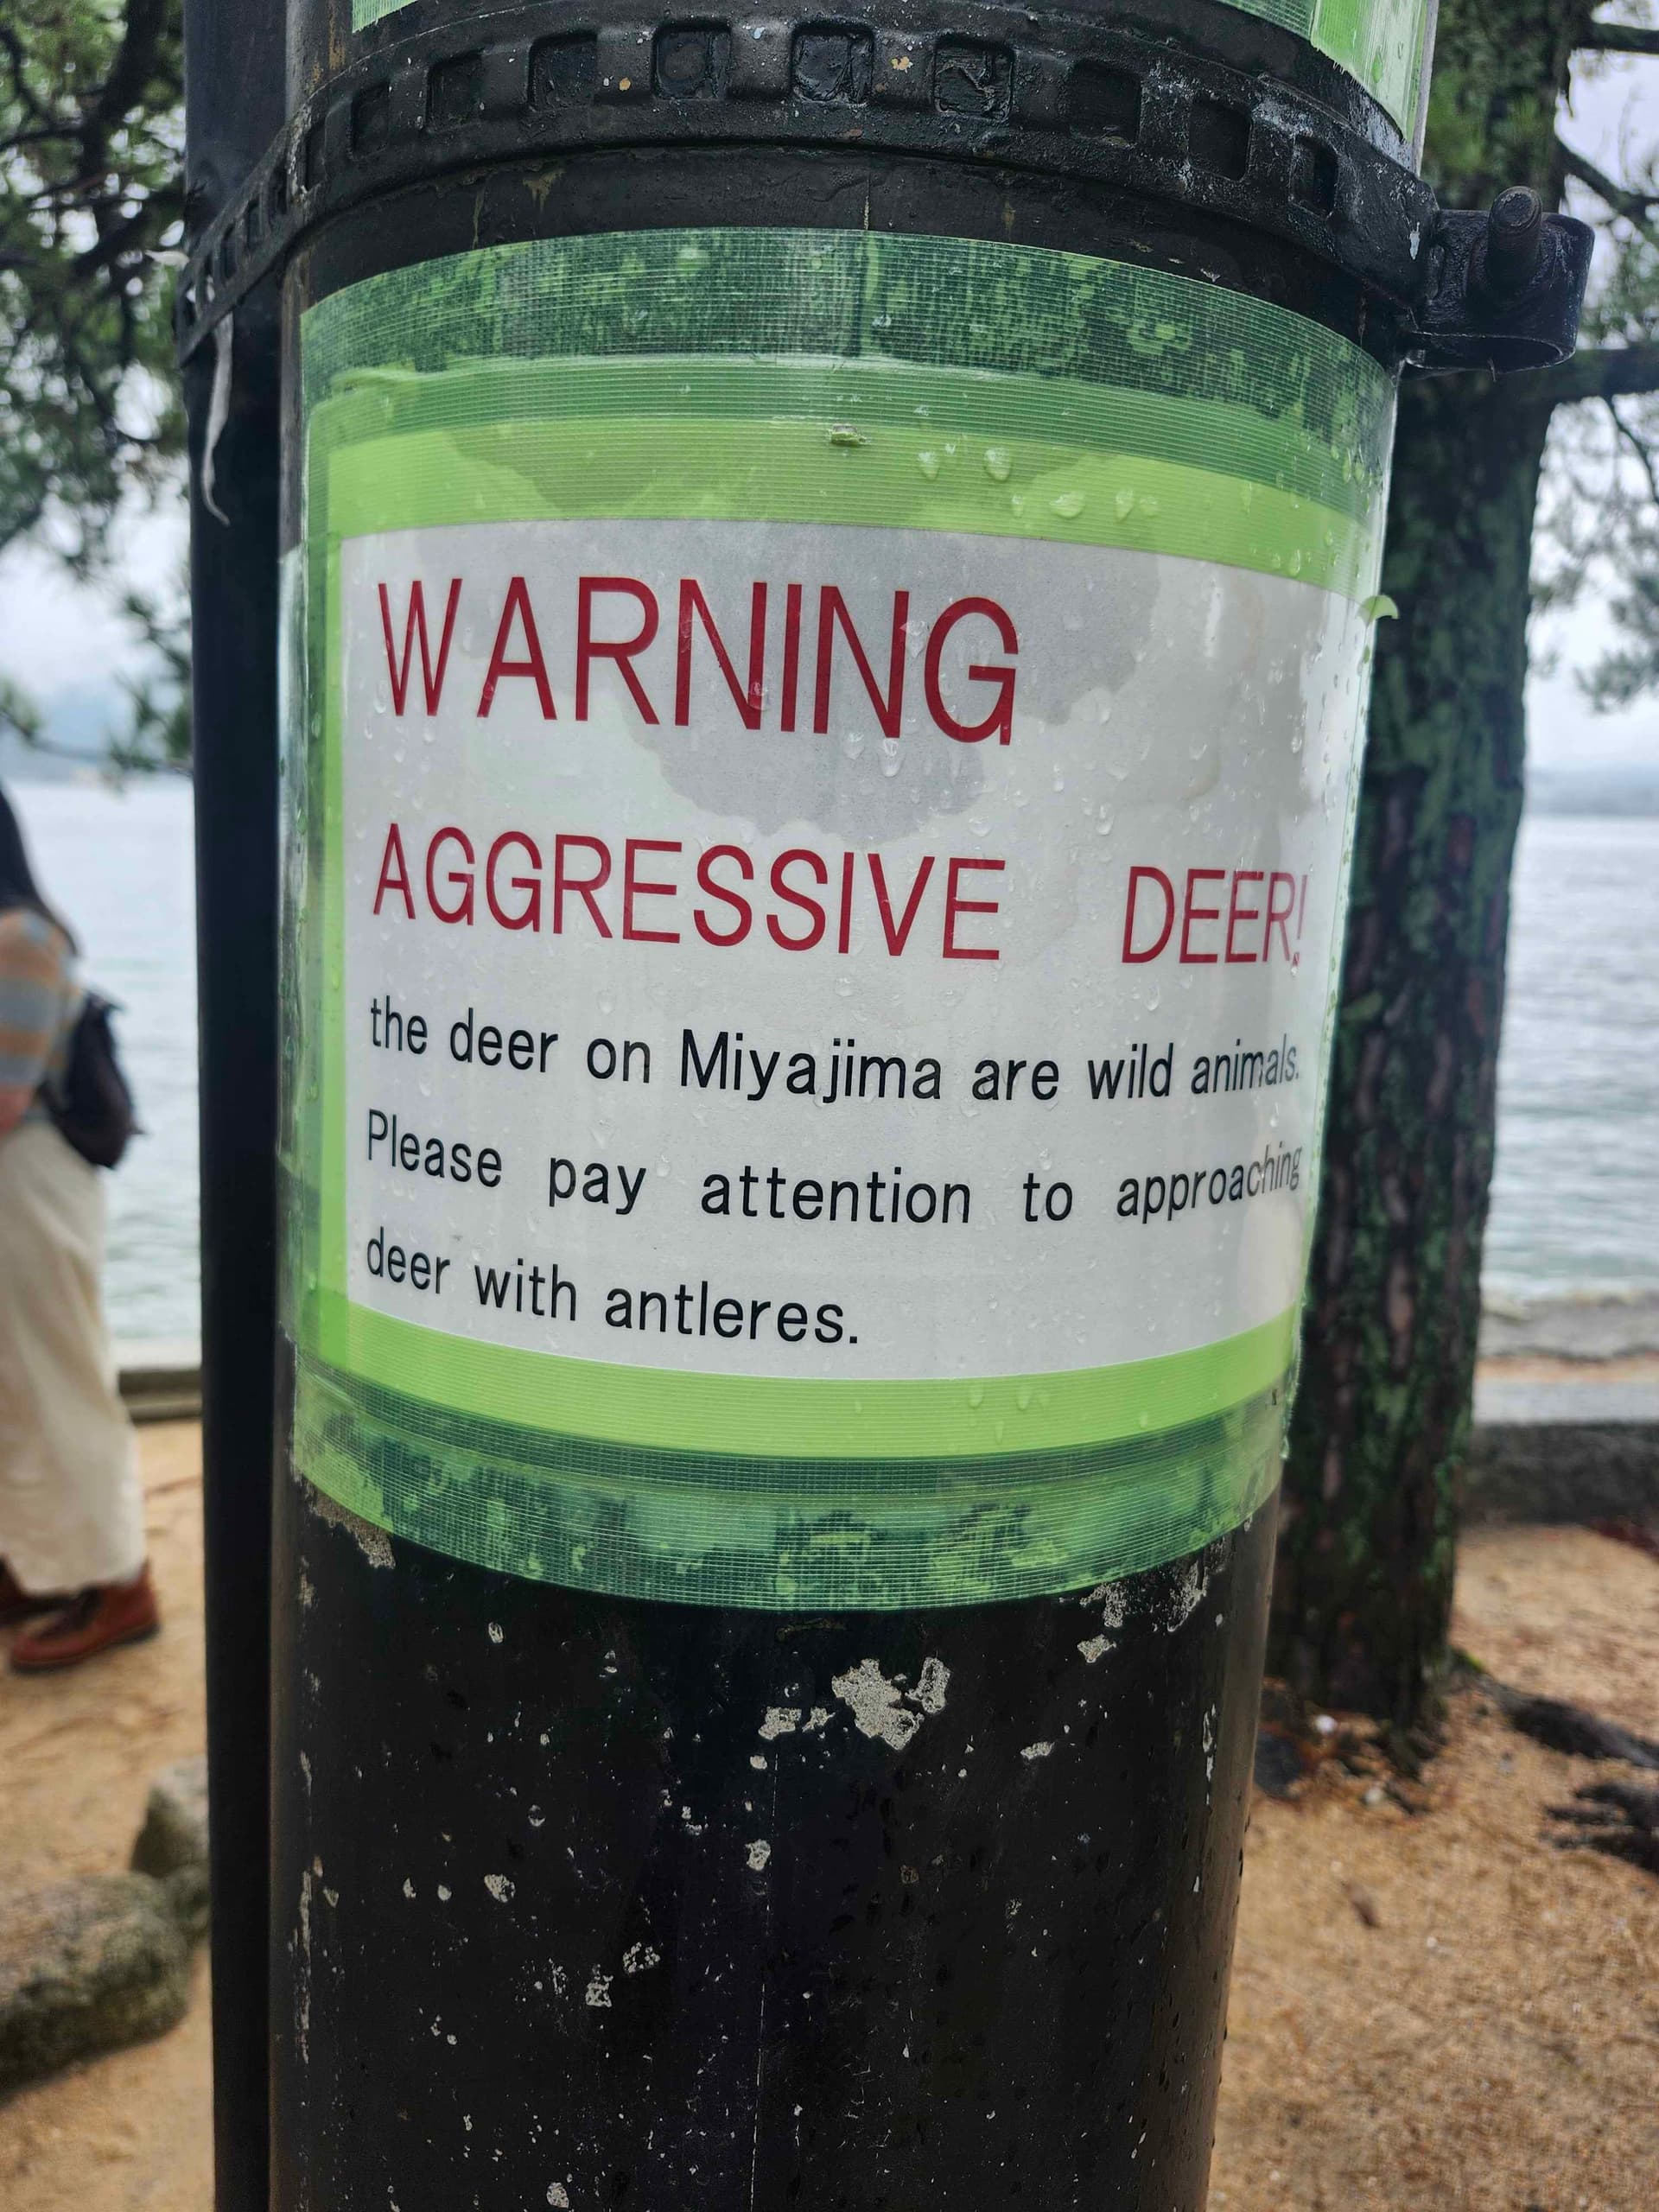 WARNING
AGGRESSIVE DEER!
the deer on Miyajima are wild animals.
Please pay attention to approaching
deer with antleres.